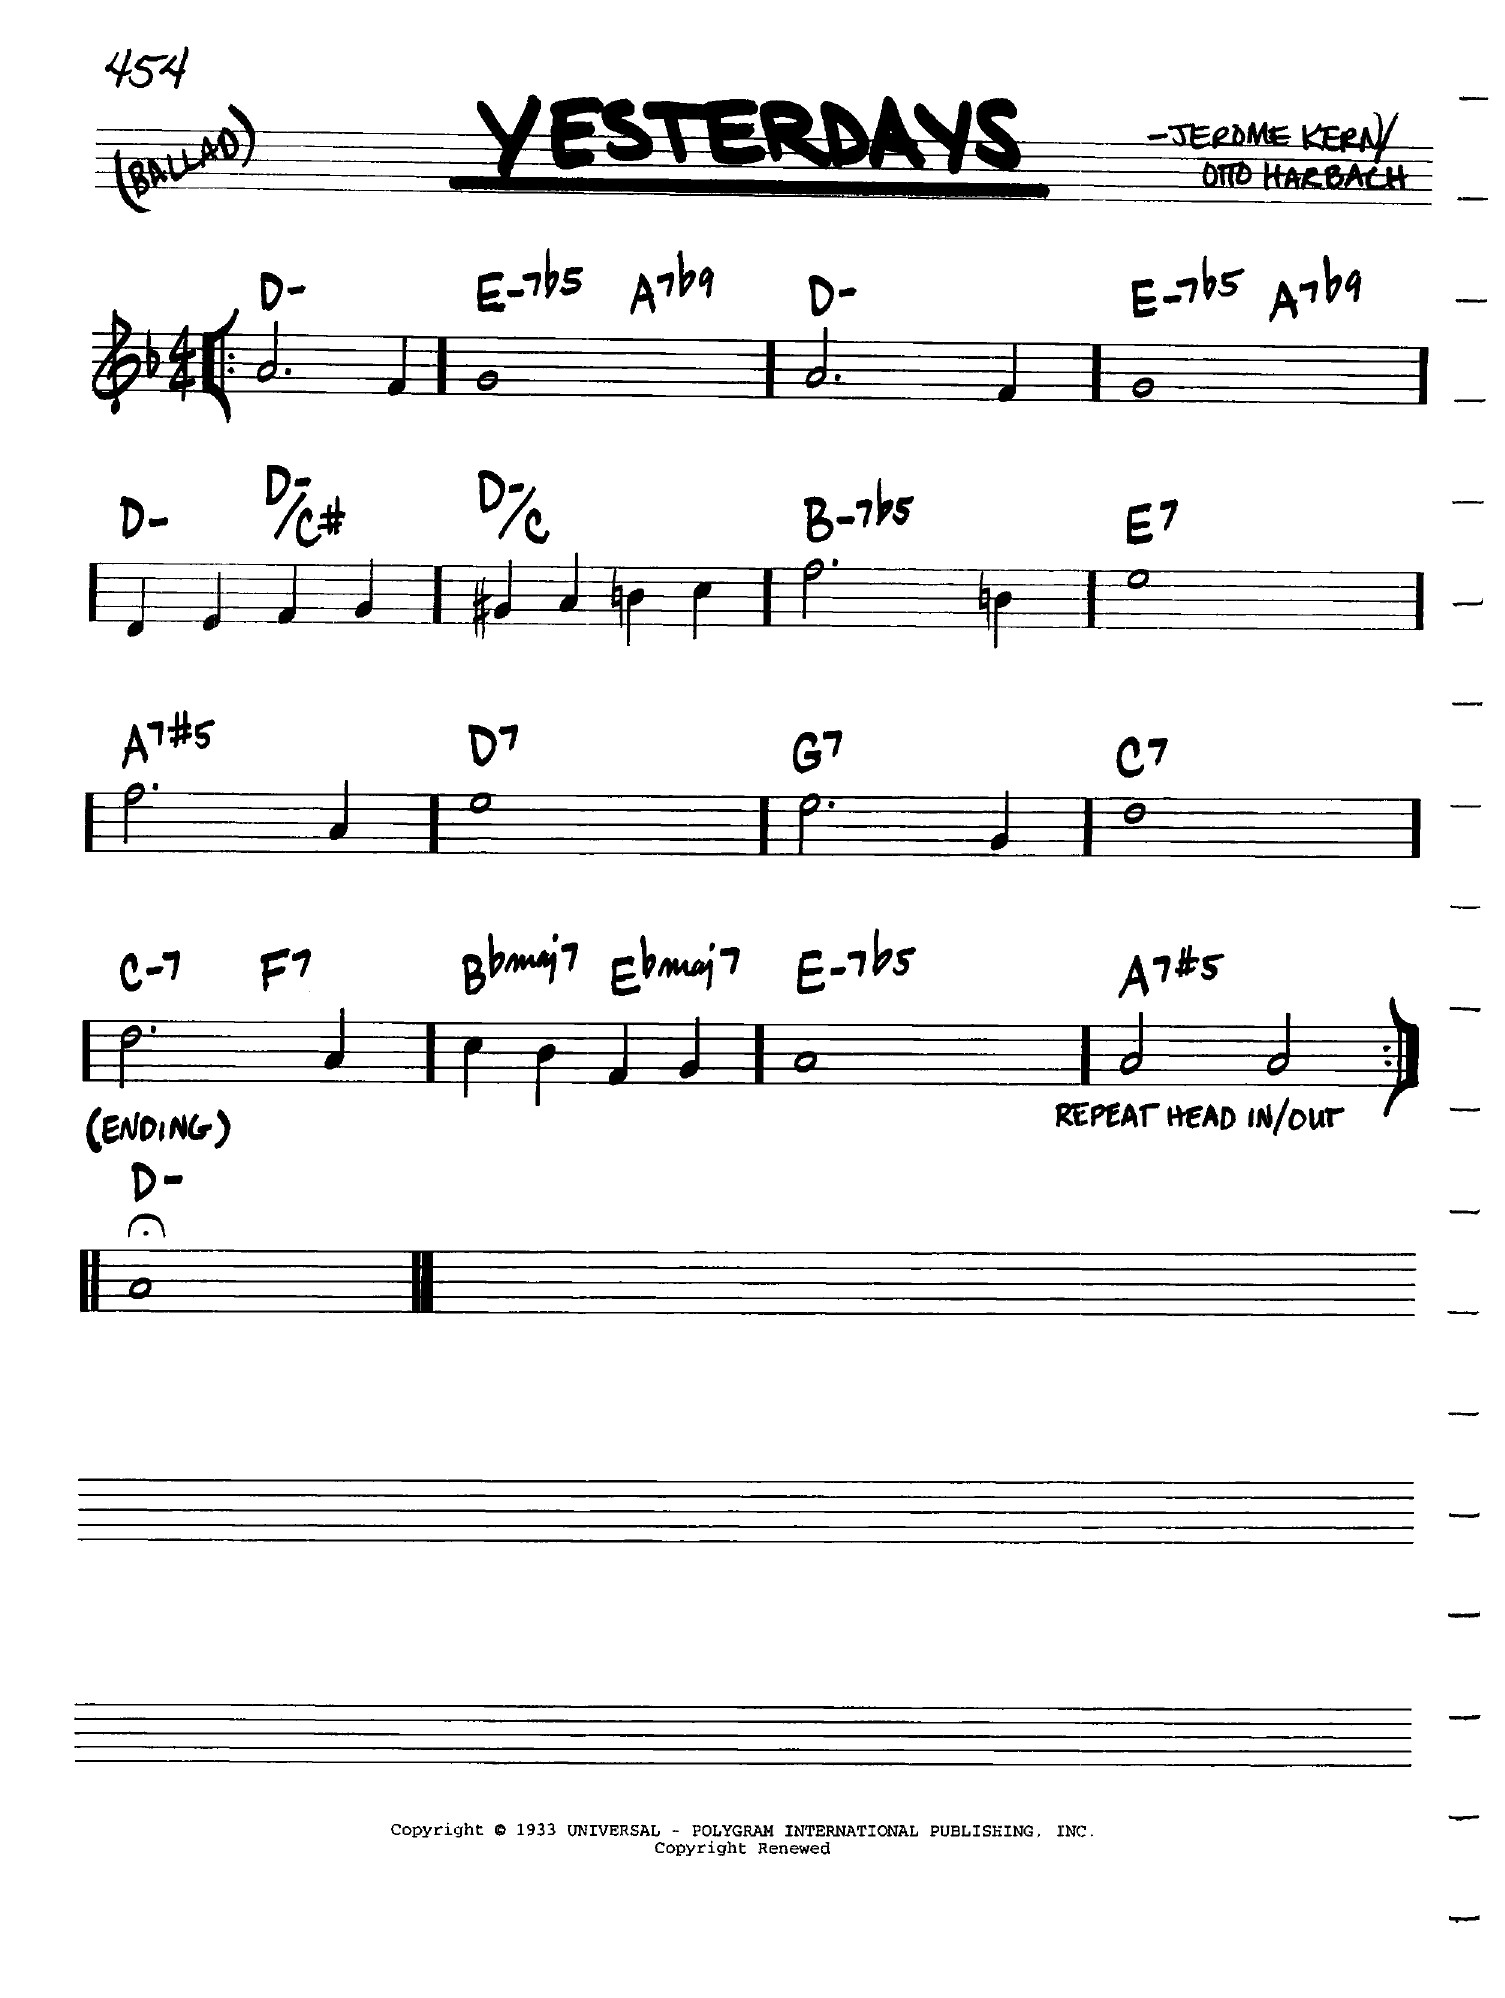 454
(BALLAD)
YESTERDAYS
-JEROME KERN/
OTTO HARBACH
D- E-7b5 A7b9 D- E-7b5 A7b9
4
4
D- D-/C# D-/C B-7b5 E7
A7#5 D7 G7 C7
C-7 F7 Bbmaj7 Ebmaj7 E-7b5 A7#5
(ENDING) REPEAT HEAD IN/OUT
D-
Copyright © 1933 UNIVERSAL - POLYGRAM INTERNATIONAL PUBLISHING, INC.
Copyright Renewed